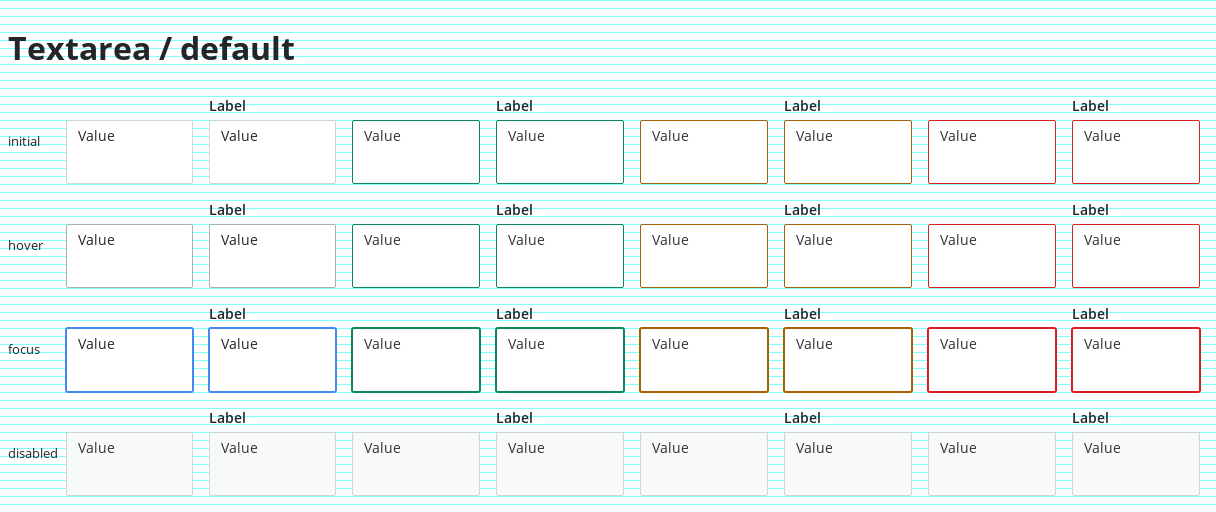 Textarea / default
Label Label Label Label
initial Value Value Value Value Value Value Value Value
Label Label Label Label
hover Value Value Value Value Value Value Value Value
Label Label Label Label
focus Value Value Value Value Value Value Value Value
Label Label Label Label
disabled Value Value Value Value Value Value Value Value